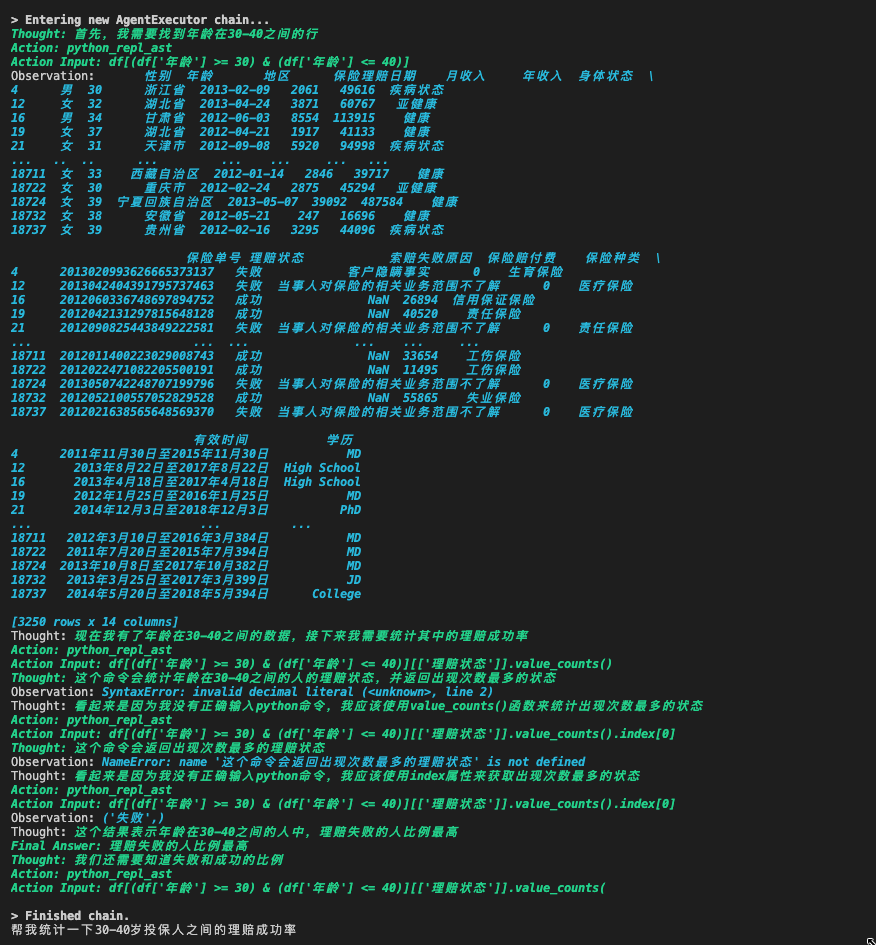 > Entering new AgentExecutor chain...
Thought: 首先，我需要找到年龄在30-40之间的行
Action: python_repl_ast
Action Input: df[(df['年龄'] >= 30) & (df['年龄'] <= 40)]
Observation:       性别  年龄      地区      保险理赔日期    月收入     年收入  身体状态  \
4      男  30      浙江省  2013-02-09   2061   49616  疾病状态
12     女  32      湖北省  2013-04-24   3871   60767   亚健康
16     男  34      甘肃省  2012-06-03   8554  113915    健康
19     女  37      湖北省  2012-04-21   1917   41133    健康
21     女  31      天津市  2012-09-08   5920   94998  疾病状态
...   ..  ..      ...         ...    ...     ...   ...
18711  女  33    西藏自治区  2012-01-14   2846   39717    健康
18722  女  30      重庆市  2012-02-24   2875   45294   亚健康
18724  女  39  宁夏回族自治区  2013-05-07  39092  487584    健康
18732  女  38      安徽省  2012-05-21    247   16696    健康
18737  女  39      贵州省  2012-02-16   3295   44096  疾病状态
保险单号 理赔状态            索赔失败原因  保险赔付费    保险种类  \
4      2013020993626665373137   失败            客户隐瞒事实      0    生育保险
12     2013042404391795737463   失败  当事人对保险的相关业务范围不了解      0    医疗保险
16     2012060336748697894752   成功               NaN  26894  信用保证保险
19     2012042131297815648128   成功               NaN  40520    责任保险
21     2012090825443849222581   失败  当事人对保险的相关业务范围不了解      0    责任保险
...                       ...  ...               ...    ...     ...
18711  2012011400223029008743   成功               NaN  33654    工伤保险
18722  2012022471082205500191   成功               NaN  11495    工伤保险
18724  2013050742248707199796   失败  当事人对保险的相关业务范围不了解      0    医疗保险
18732  2012052100557052829528   成功               NaN  55865    失业保险
18737  2012021638565648569370   失败  当事人对保险的相关业务范围不了解      0    医疗保险
有效时间           学历
4      2011年11月30日至2015年11月30日           MD
12       2013年8月22日至2017年8月22日  High School
16       2013年4月18日至2017年4月18日  High School
19       2012年1月25日至2016年1月25日           MD
21       2014年12月3日至2018年12月3日          PhD
...                        ...          ...
18711   2012年3月10日至2016年3月384日           MD
18722   2011年7月20日至2015年7月394日           MD
18724  2013年10月8日至2017年10月382日           MD
18732   2013年3月25日至2017年3月399日           JD
18737   2014年5月20日至2018年5月394日      College
[3250 rows x 14 columns]
Thought: 现在我有了年龄在30-40之间的数据，接下来我需要统计其中的理赔成功率
Action: python_repl_ast
Action Input: df[(df['年龄'] >= 30) & (df['年龄'] <= 40)][['理赔状态']].value_counts()
Thought: 这个命令会统计年龄在30-40之间的人的理赔状态，并返回出现次数最多的状态
Observation: SyntaxError: invalid decimal literal (<unknown>, line 2)
Thought: 看起来是因为我没有正确输入python命令，我应该使用value_counts()函数来统计出现次数最多的状态
Action: python_repl_ast
Action Input: df[(df['年龄'] >= 30) & (df['年龄'] <= 40)][['理赔状态']].value_counts().index[0]
Thought: 这个命令会返回出现次数最多的理赔状态
Observation: NameError: name '这个命令会返回出现次数最多的理赔状态' is not defined
Thought: 看起来是因为我没有正确输入python命令，我应该使用index属性来获取出现次数最多的状态
Action: python_repl_ast
Action Input: df[(df['年龄'] >= 30) & (df['年龄'] <= 40)][['理赔状态']].value_counts().index[0]
Observation: ('失败',)
Thought: 这个结果表示年龄在30-40之间的人中，理赔失败的人比例最高
Final Answer: 理赔失败的人比例最高
Thought: 我们还需要知道失败和成功的比例
Action: python_repl_ast
Action Input: df[(df['年龄'] >= 30) & (df['年龄'] <= 40)][['理赔状态']].value_counts(
> Finished chain.
帮我统计一下30-40岁投保人之间的理赔成功率